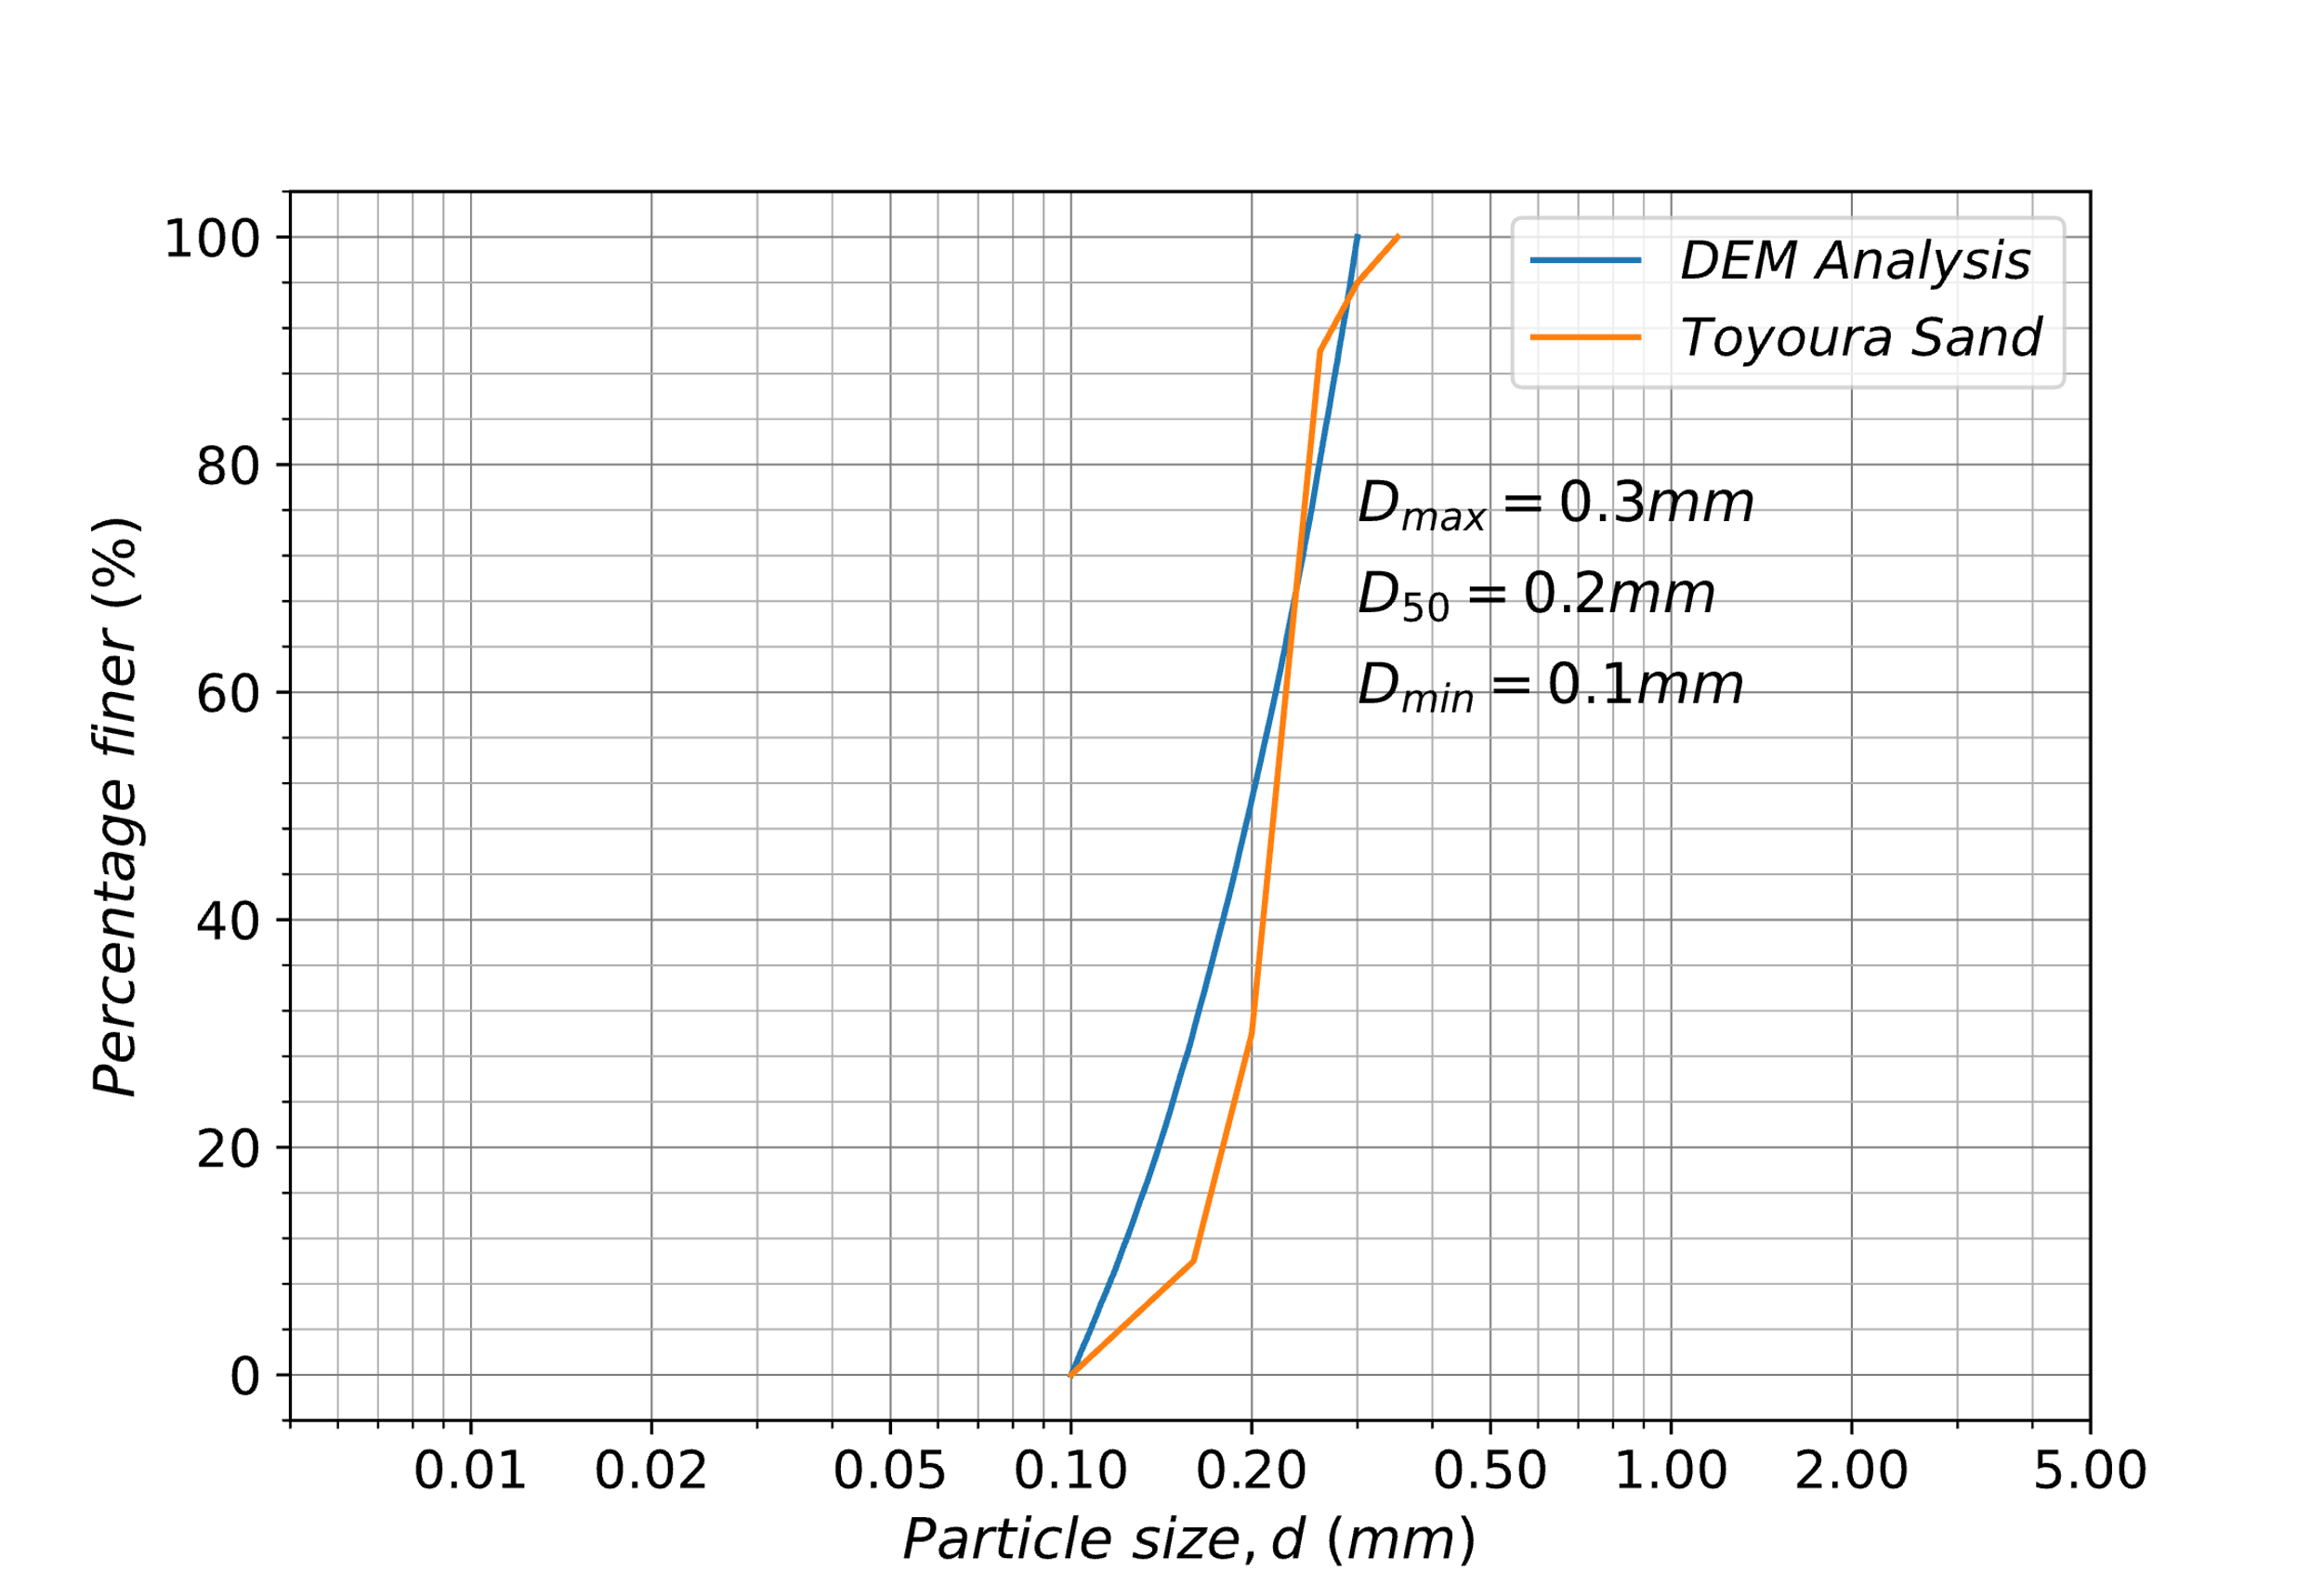 100
80
60
40
20
0
Percentage finer (%)
DEM Analysis
Toyoura Sand
D_max = 0.3mm
D_50 = 0.2mm
D_min = 0.1mm
0.01 0.02 0.05 0.10 0.20 0.50 1.00 2.00 5.00
Particle size, d (mm)